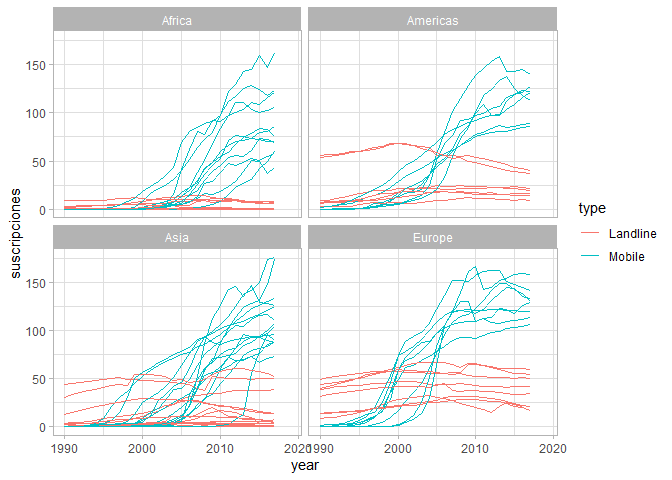 Africa
Americas
150
100
50
0
Asia
Europe
150
100
50
0
1990
2000
2010
2020
1990
2000
2010
2020
year
suscripciones
type
Landline
Mobile